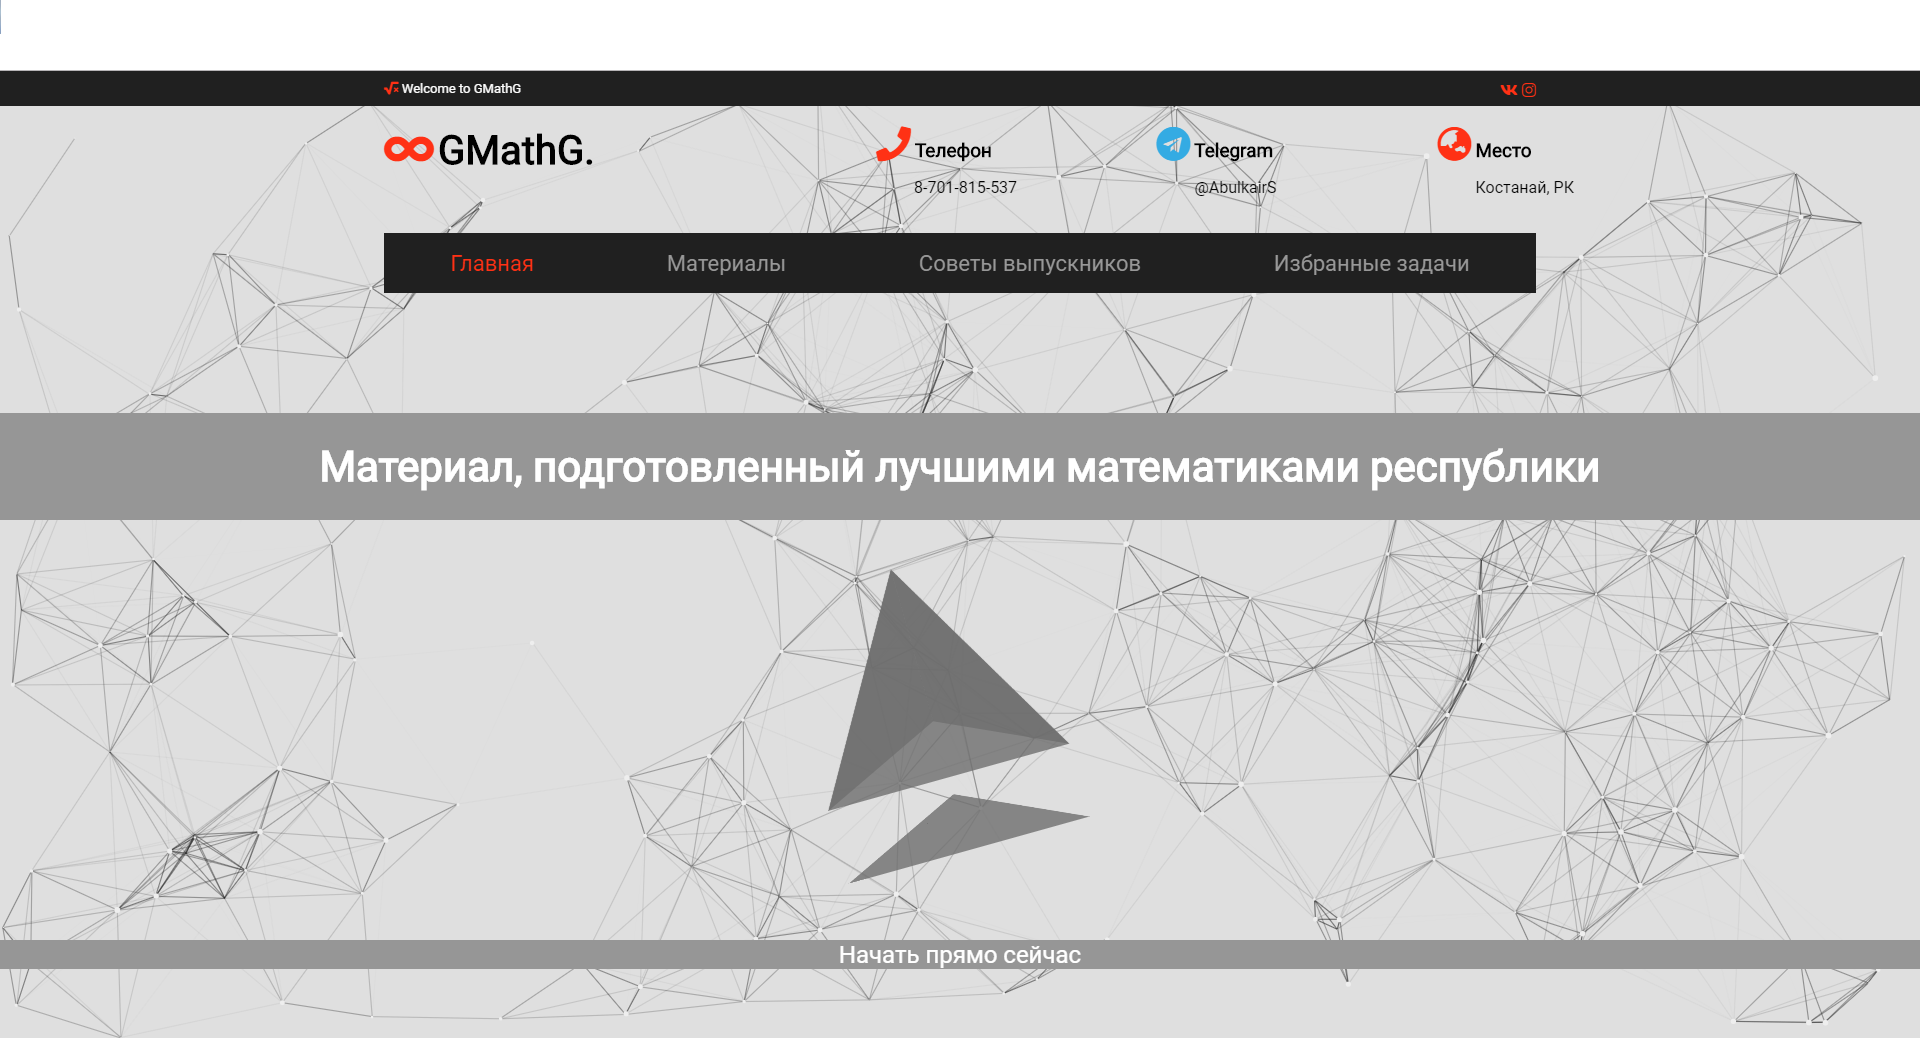 Welcome to GMathG
GMathG.
Телефон
8-701-815-537
Telegram
@AbulkairS
Место
Костанай, РК
Главная
Материалы
Советы выпускников
Избранные задачи
Материал, подготовленный лучшими математиками республики
Начать прямо сейчас